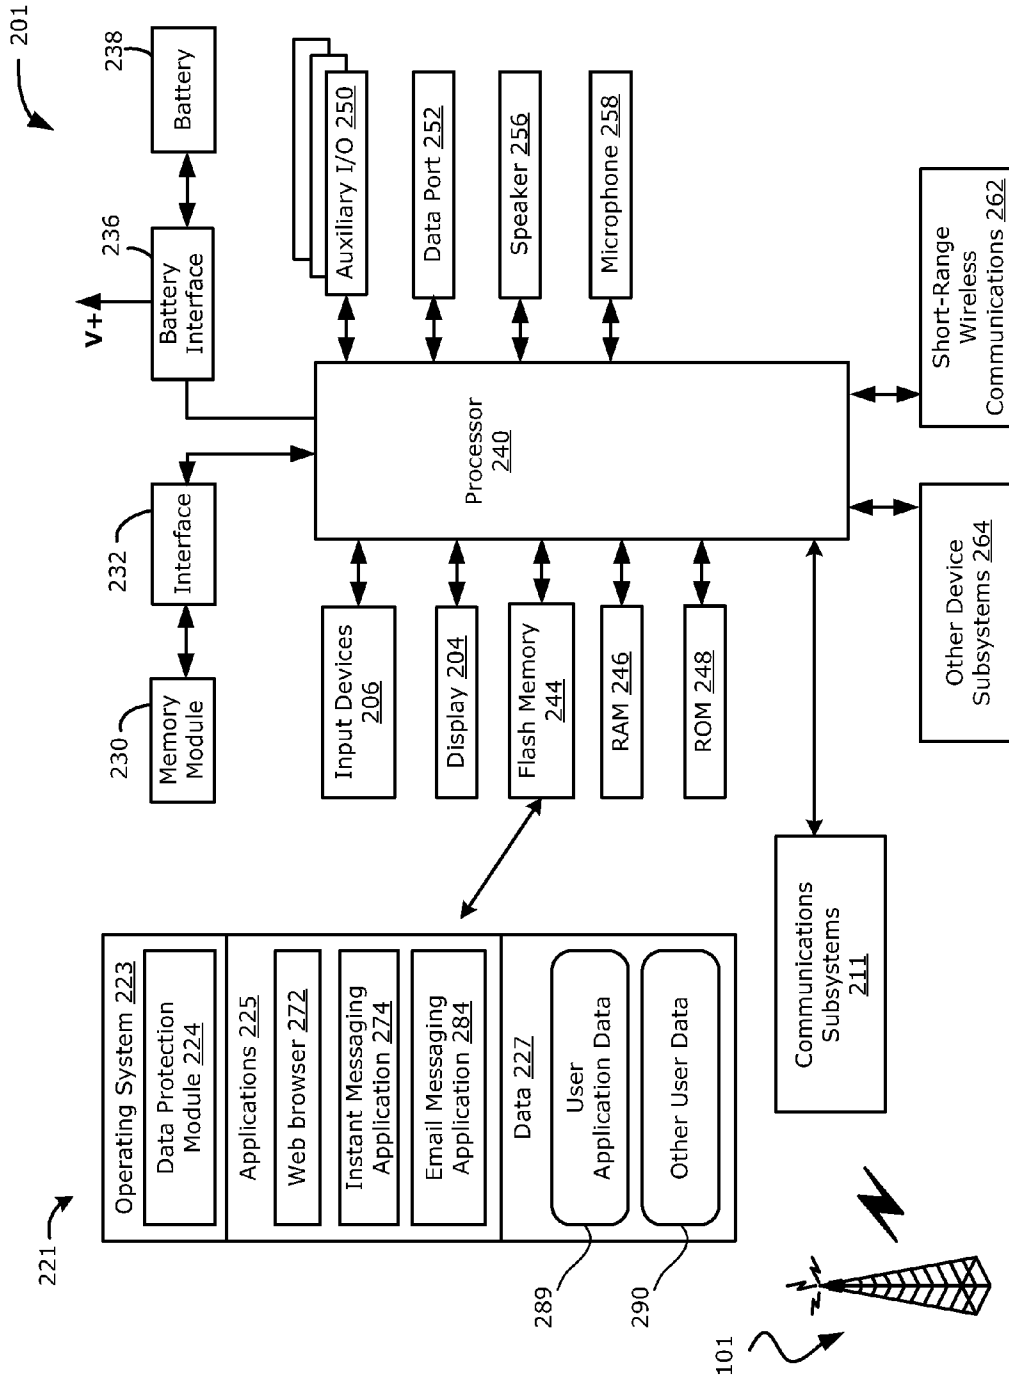 201
221
Operating System 223
Data Protection
Module 224
Applications 225
Web browser 272
Instant Messaging
Application 274
Email Messaging
Application 284
Data 227
User
Application Data
Other User Data
289
290
101
230
Memory
Module
232
Interface
V+
236
Battery
Interface
238
Battery
Input Devices
206
Display 204
Flash Memory
244
RAM 246
ROM 248
Processor
240
Auxiliary I/O 250
Data Port 252
Speaker 256
Microphone 258
Communications
Subsystems
211
Other Device
Subsystems 264
Short-Range
Wireless
Communications 262